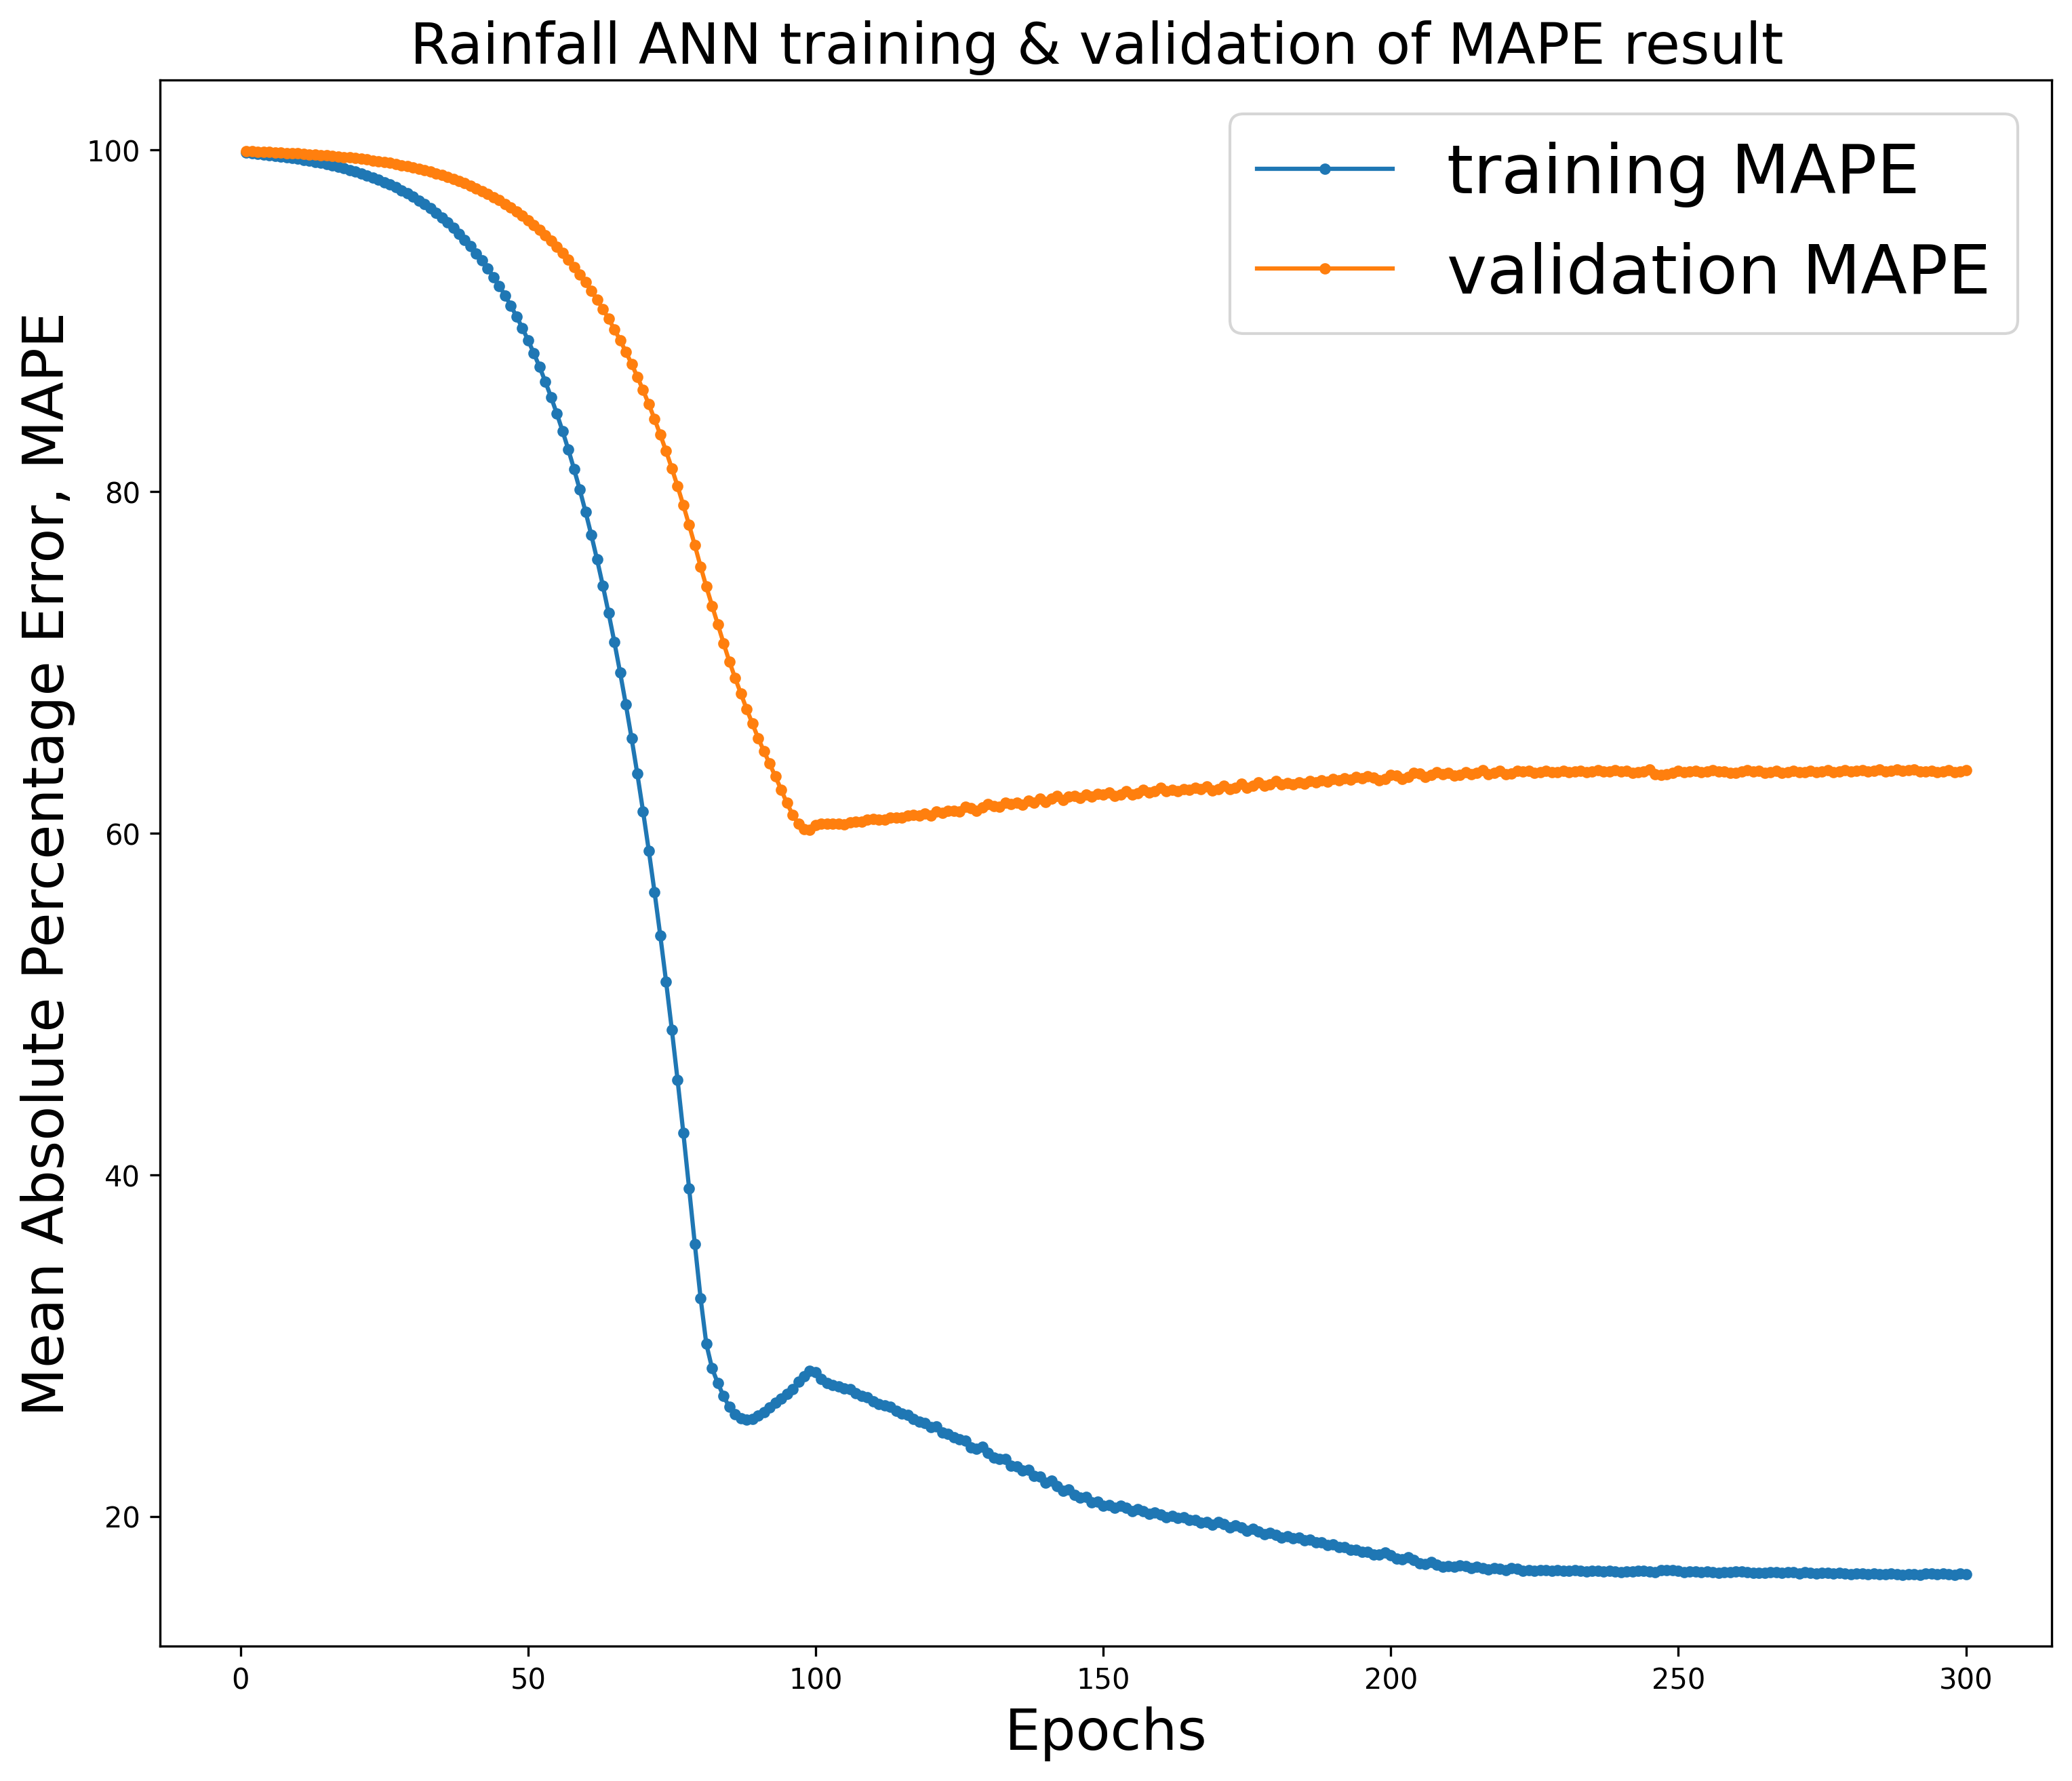 Rainfall ANN training & validation of MAPE result
training MAPE
validation MAPE
Mean Absolute Percentage Error, MAPE
100
80
60
40
20
0 50 100 150 200 250 300
Epochs